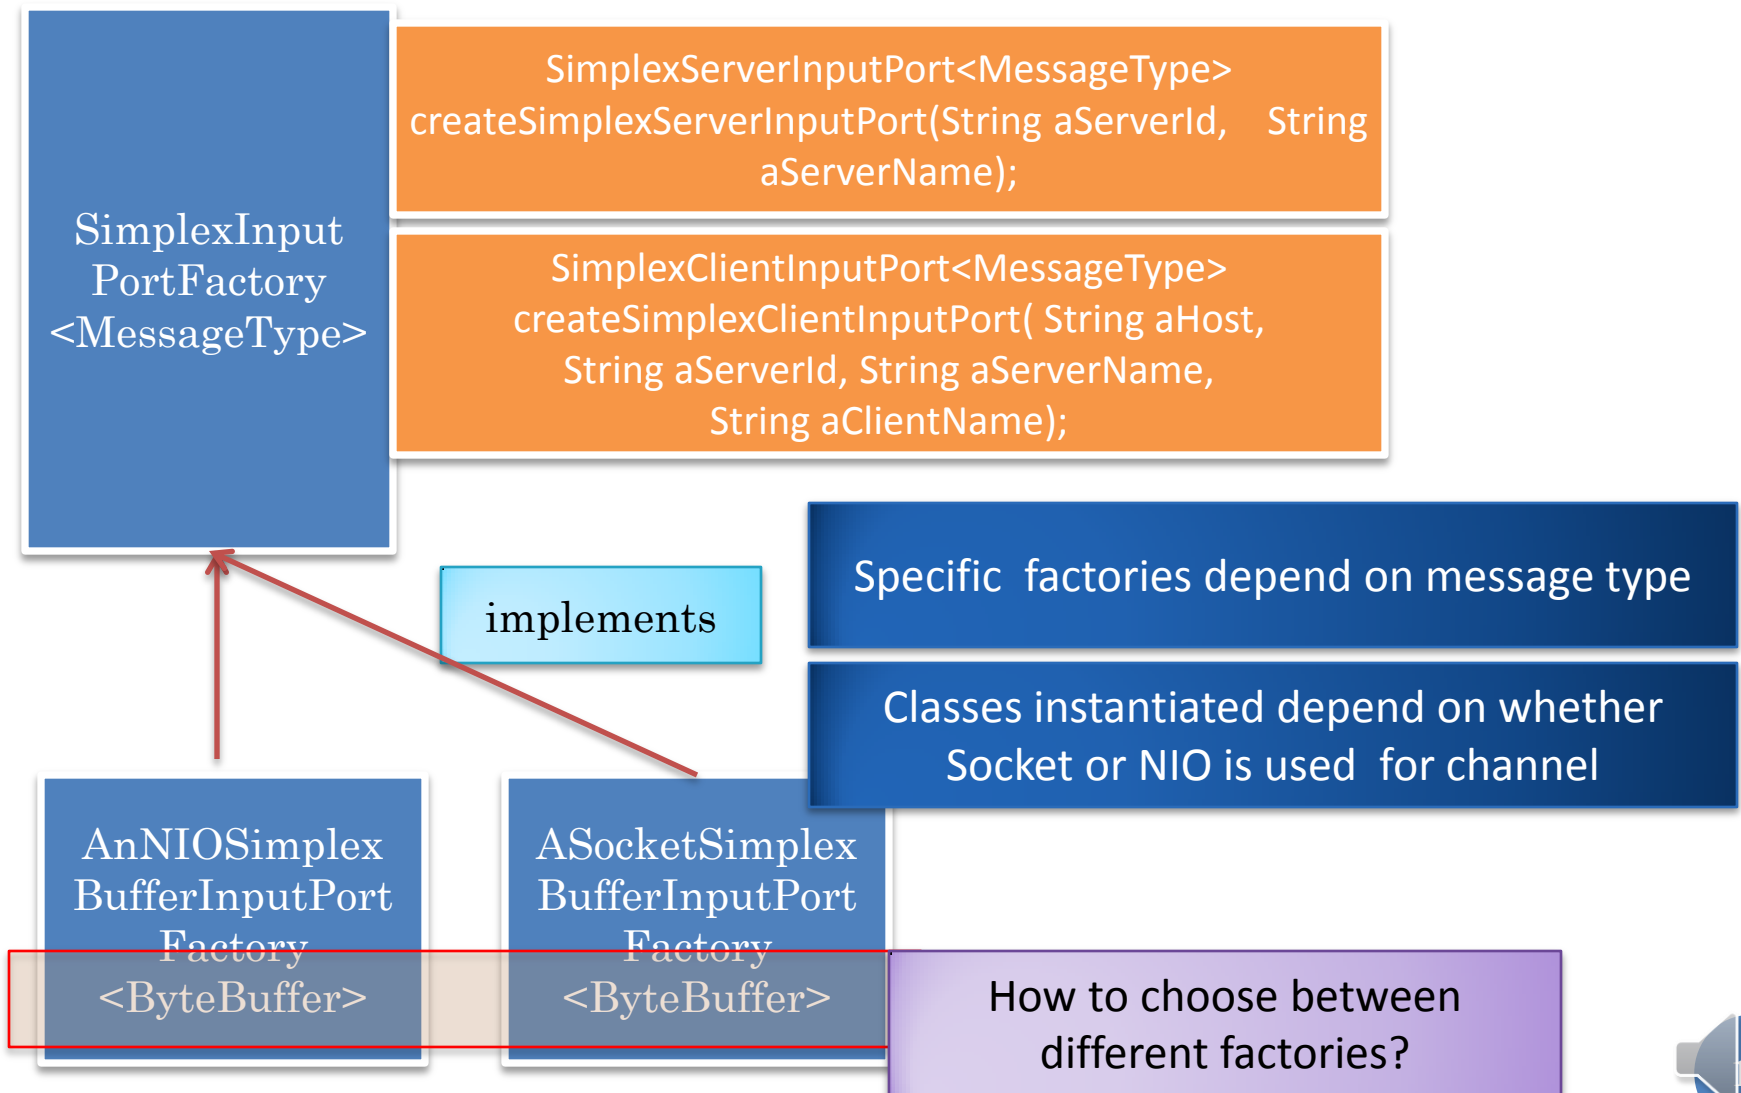 SimplexInput
PortFactory
<MessageType>
SimplexServerInputPort<MessageType>
createSimplexServerInputPort(String aServerId, String
aServerName);
SimplexClientInputPort<MessageType>
createSimplexClientInputPort( String aHost,
String aServerId, String aServerName,
String aClientName);
implements
Specific factories depend on message type
Classes instantiated depend on whether
Socket or NIO is used for channel
AnNIOSimplex
BufferInputPort
Factory
<ByteBuffer>
ASocketSimplex
BufferInputPort
Factory
<ByteBuffer>
How to choose between
different factories?